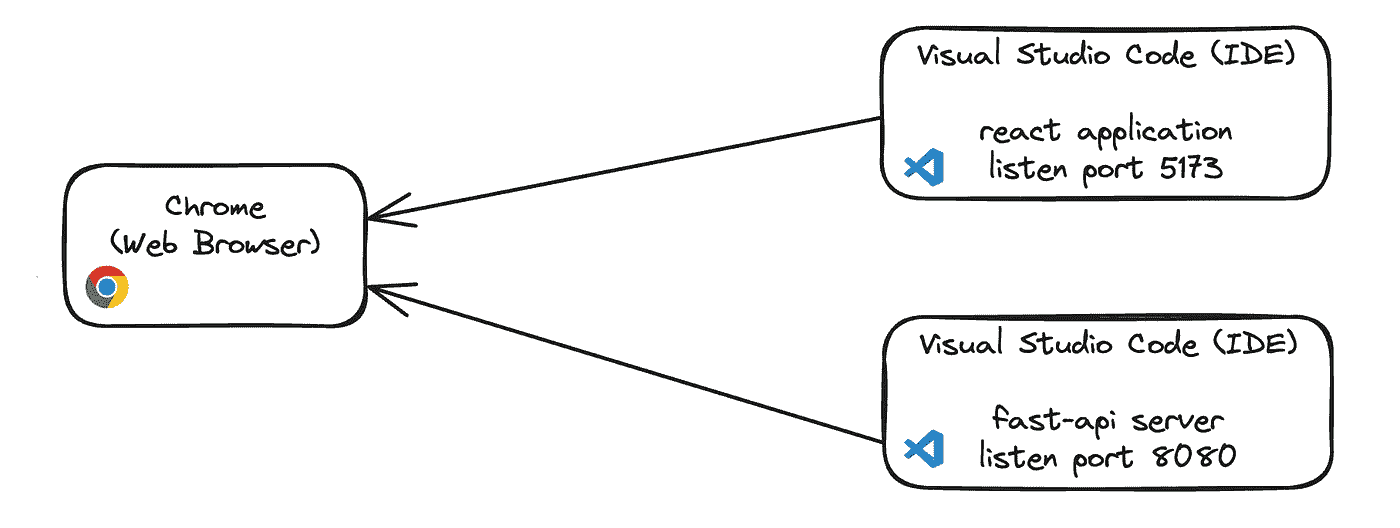 Chrome
(Web Browser)
Visual Studio Code (IDE)
react application
listen port 5173
Visual Studio Code (IDE)
fast-api server
listen port 8080